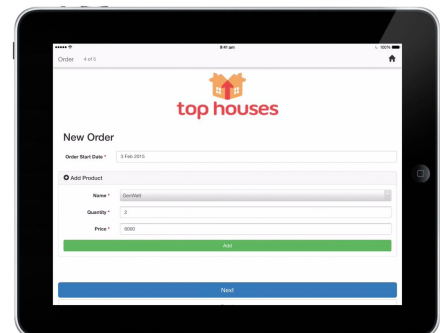 9:41 am
100%
Order 4 of 5
top houses
New Order
Order Start Date * 3 Feb 2015
Add Product
Name *
Quantity * 2
Price * 6000
Add
Next